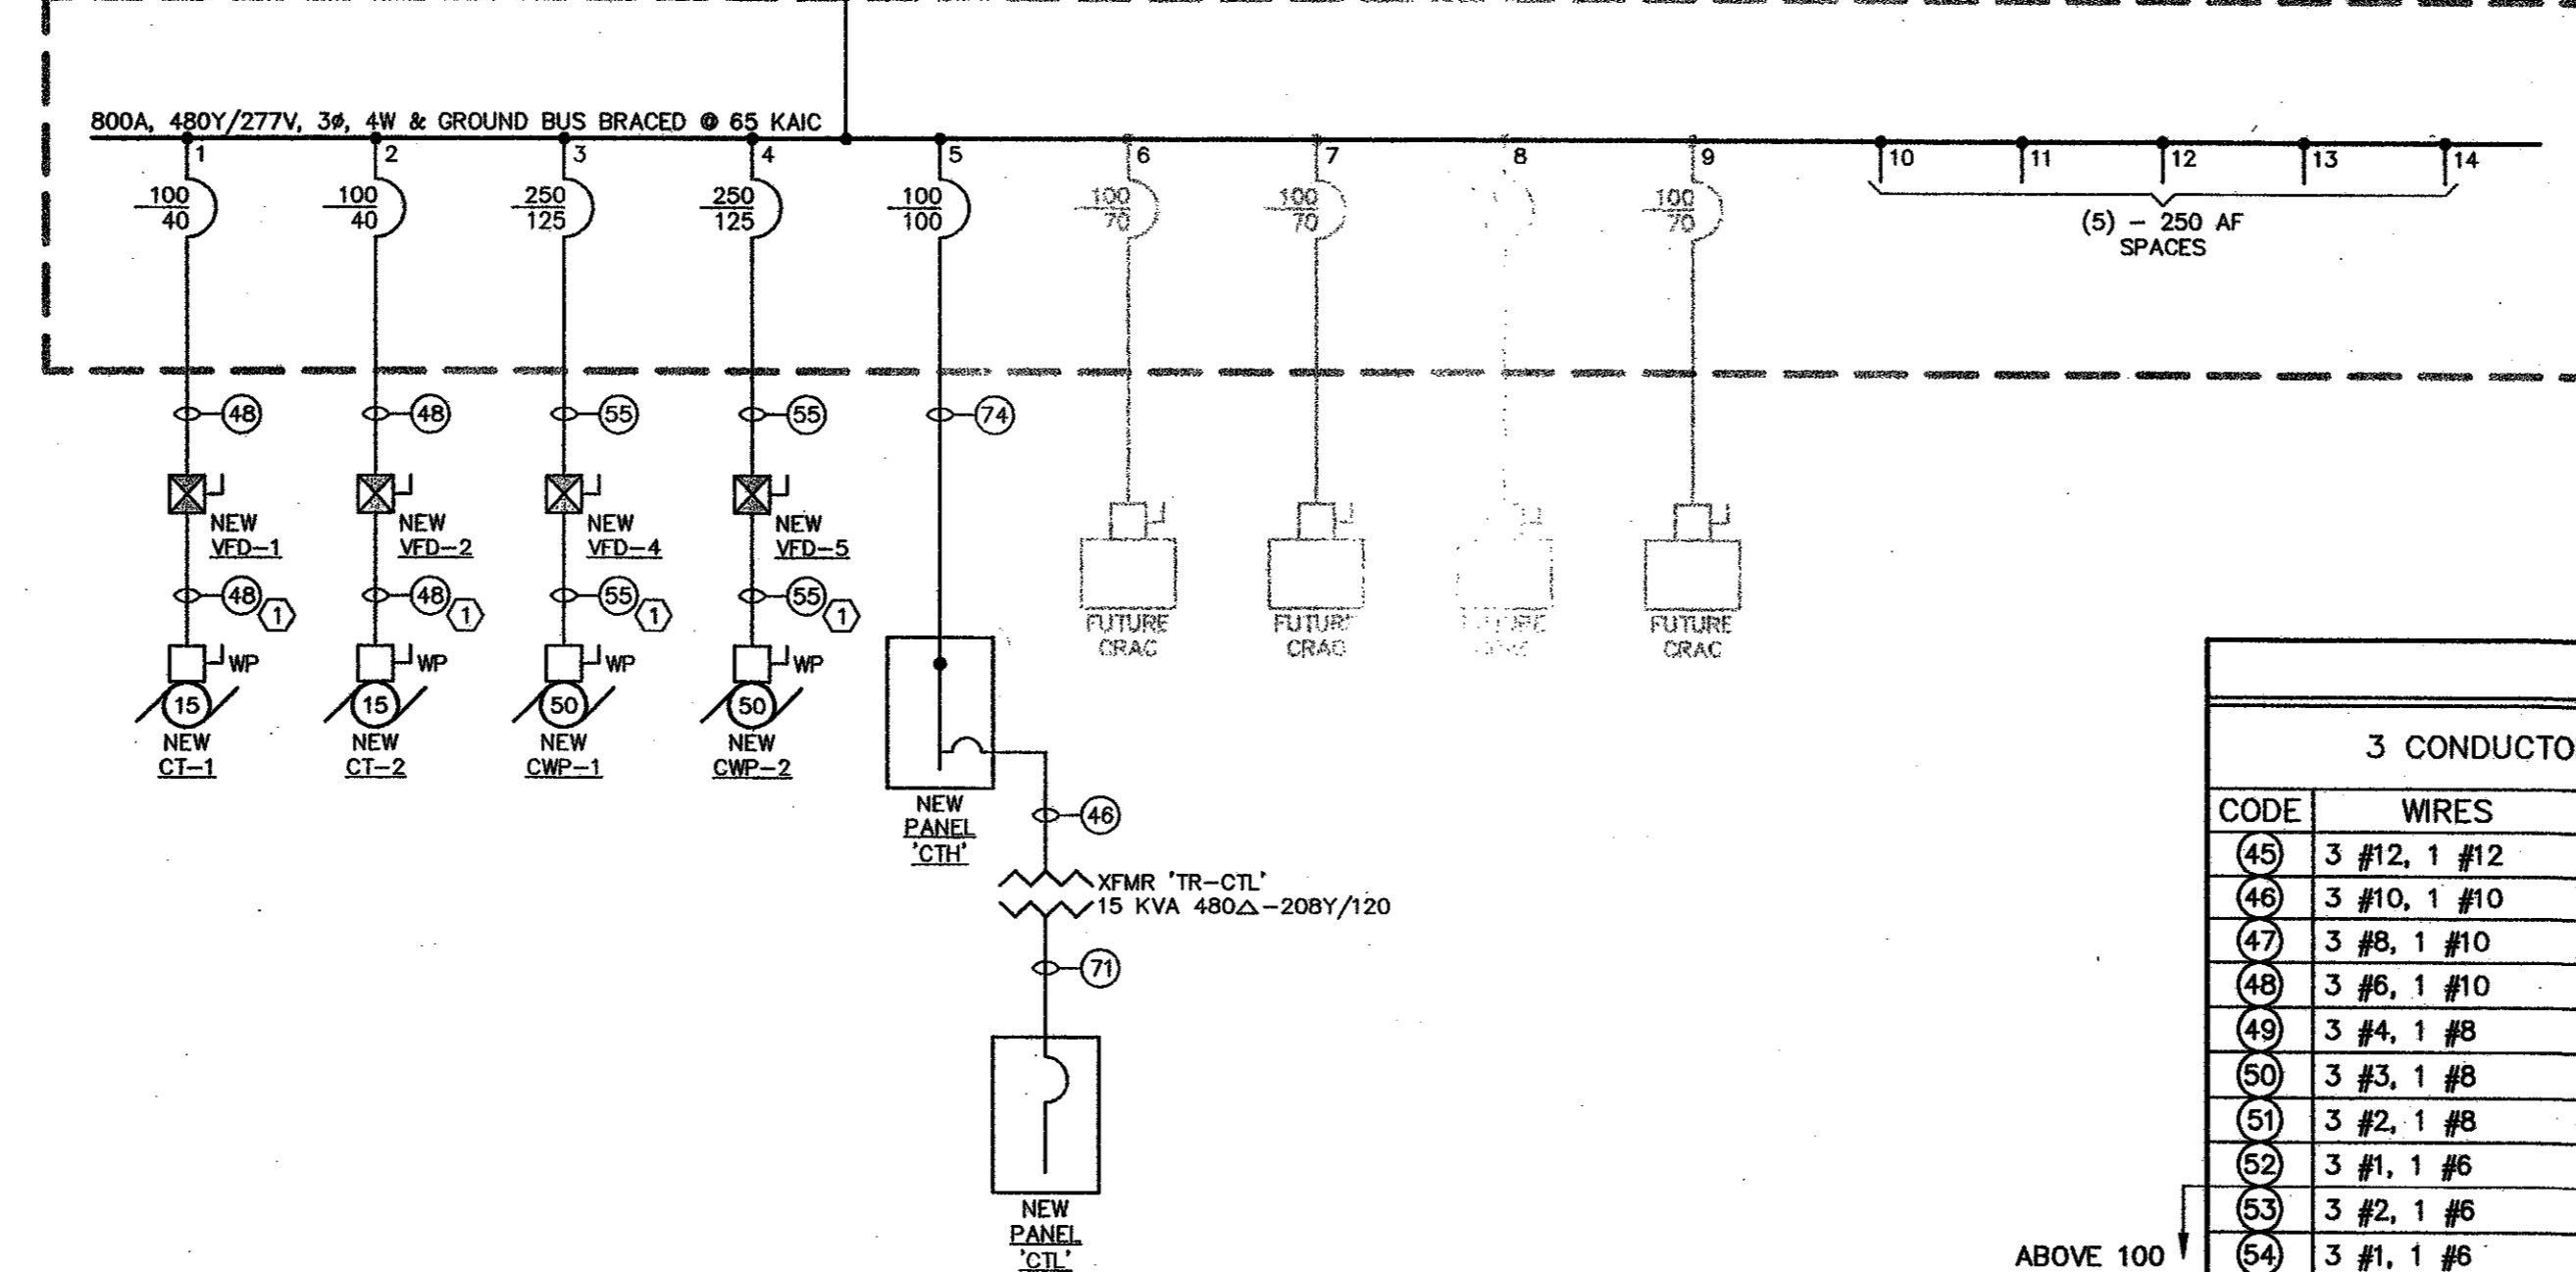 800A, 480Y/277V, 3ø, 4W & GROUND BUS BRACED @ 65 KAIC
1 2 3 4 5 6 7 8 9 10 11 12 13 14
100 100 250 250 100 100 100 100
40 40 125 125 100 70 70 70
(5) - 250 AF
SPACES
48 48 55 55 74
NEW NEW NEW NEW
VFD-1 VFD-2 VFD-4 VFD-5
48 1 48 1 55 1 55 1
WP WP WP WP
15 15 50 50
NEW NEW NEW NEW
CT-1 CT-2 CWP-1 CWP-2
FUTURE FUTURE FUTURE FUTURE
CRAC CRAC CRAC
NEW
PANEL
'CTH'
46
XFMR 'TR-CTL'
15 KVA 480△-208Y/120
71
NEW
PANEL
'CTL'
3 CONDUCTO
CODE WIRES
45 3 #12, 1 #12
46 3 #10, 1 #10
47 3 #8, 1 #10
48 3 #6, 1 #10
49 3 #4, 1 #8
50 3 #3, 1 #8
51 3 #2, 1 #8
52 3 #1, 1 #6
53 3 #2, 1 #6
ABOVE 100
54 3 #1, 1 #6